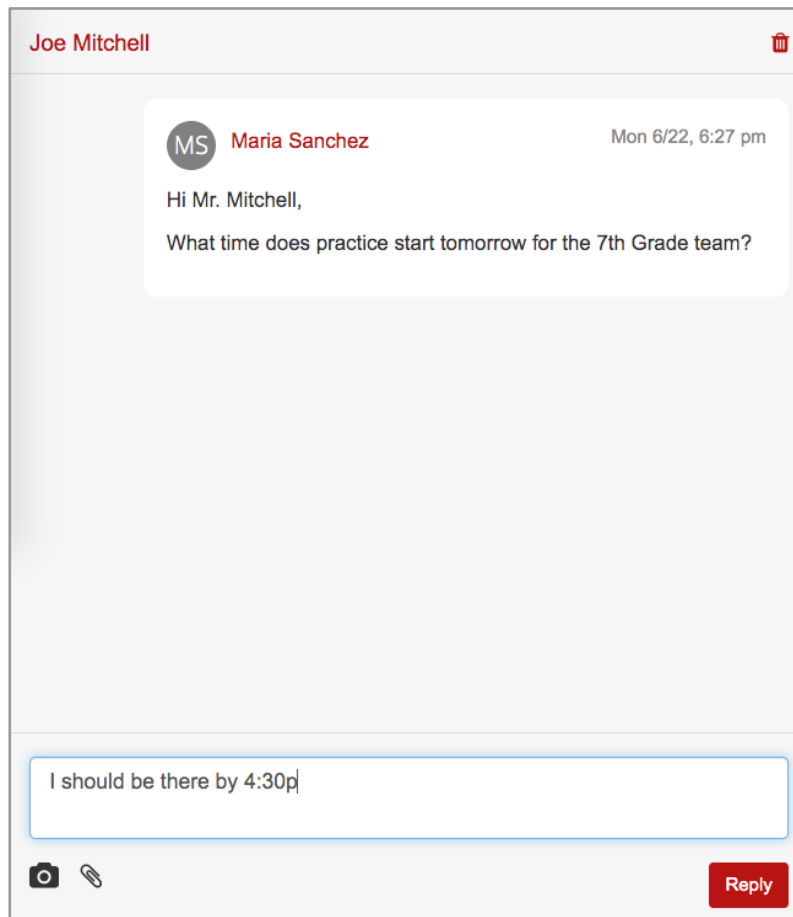 Joe Mitchell
MS Maria Sanchez Mon 6/22, 6:27 pm
Hi Mr. Mitchell,
What time does practice start tomorrow for the 7th Grade team?
I should be there by 4:30p
Reply